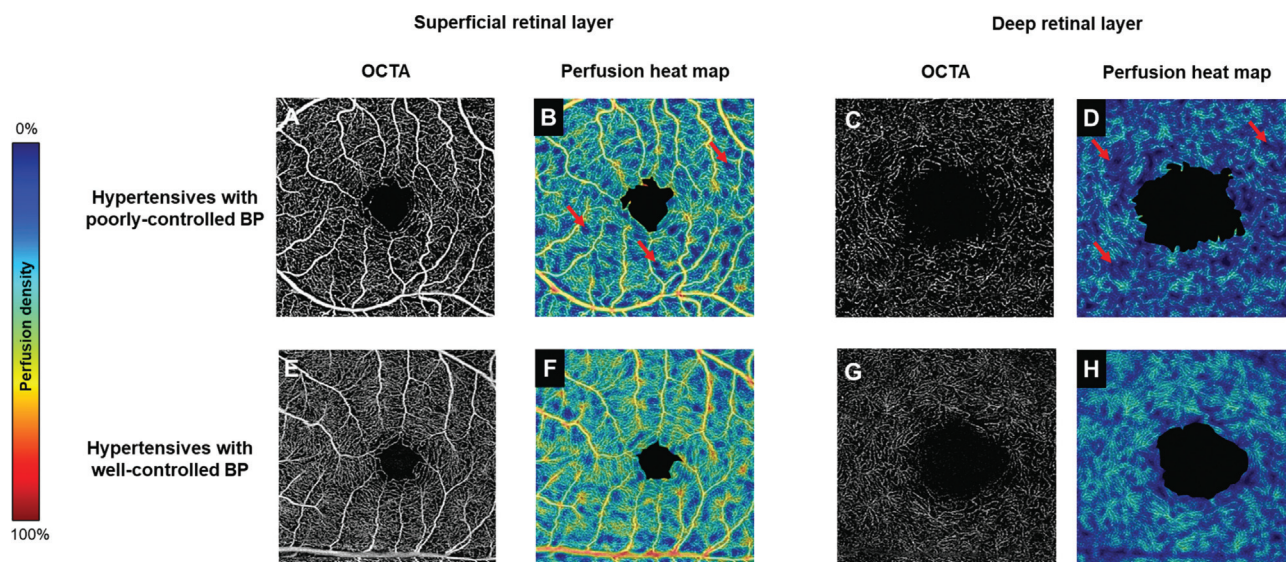 Superficial retinal layer
Deep retinal layer
OCTA
Perfusion heat map
OCTA
Perfusion heat map
0%
Perfusion density
100%
Hypertensives with
poorly-controlled BP
A
B
C
D
Hypertensives with
well-controlled BP
E
F
G
H